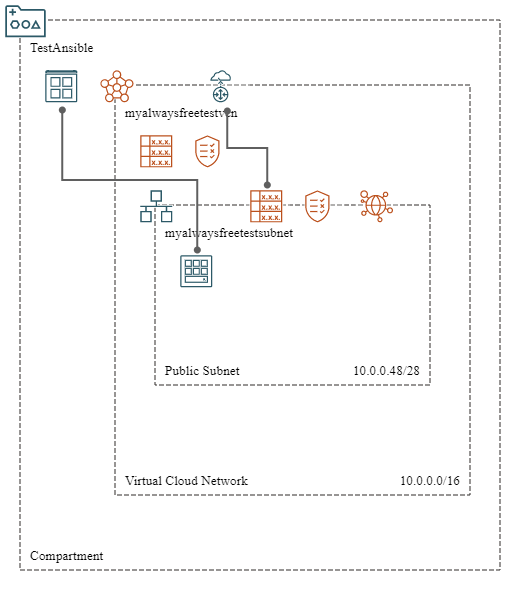 TestAnsible
myalwaysfreetestvcn
myalwaysfreetestsubnet
Public Subnet 10.0.0.48/28
Virtual Cloud Network 10.0.0.0/16
Compartment